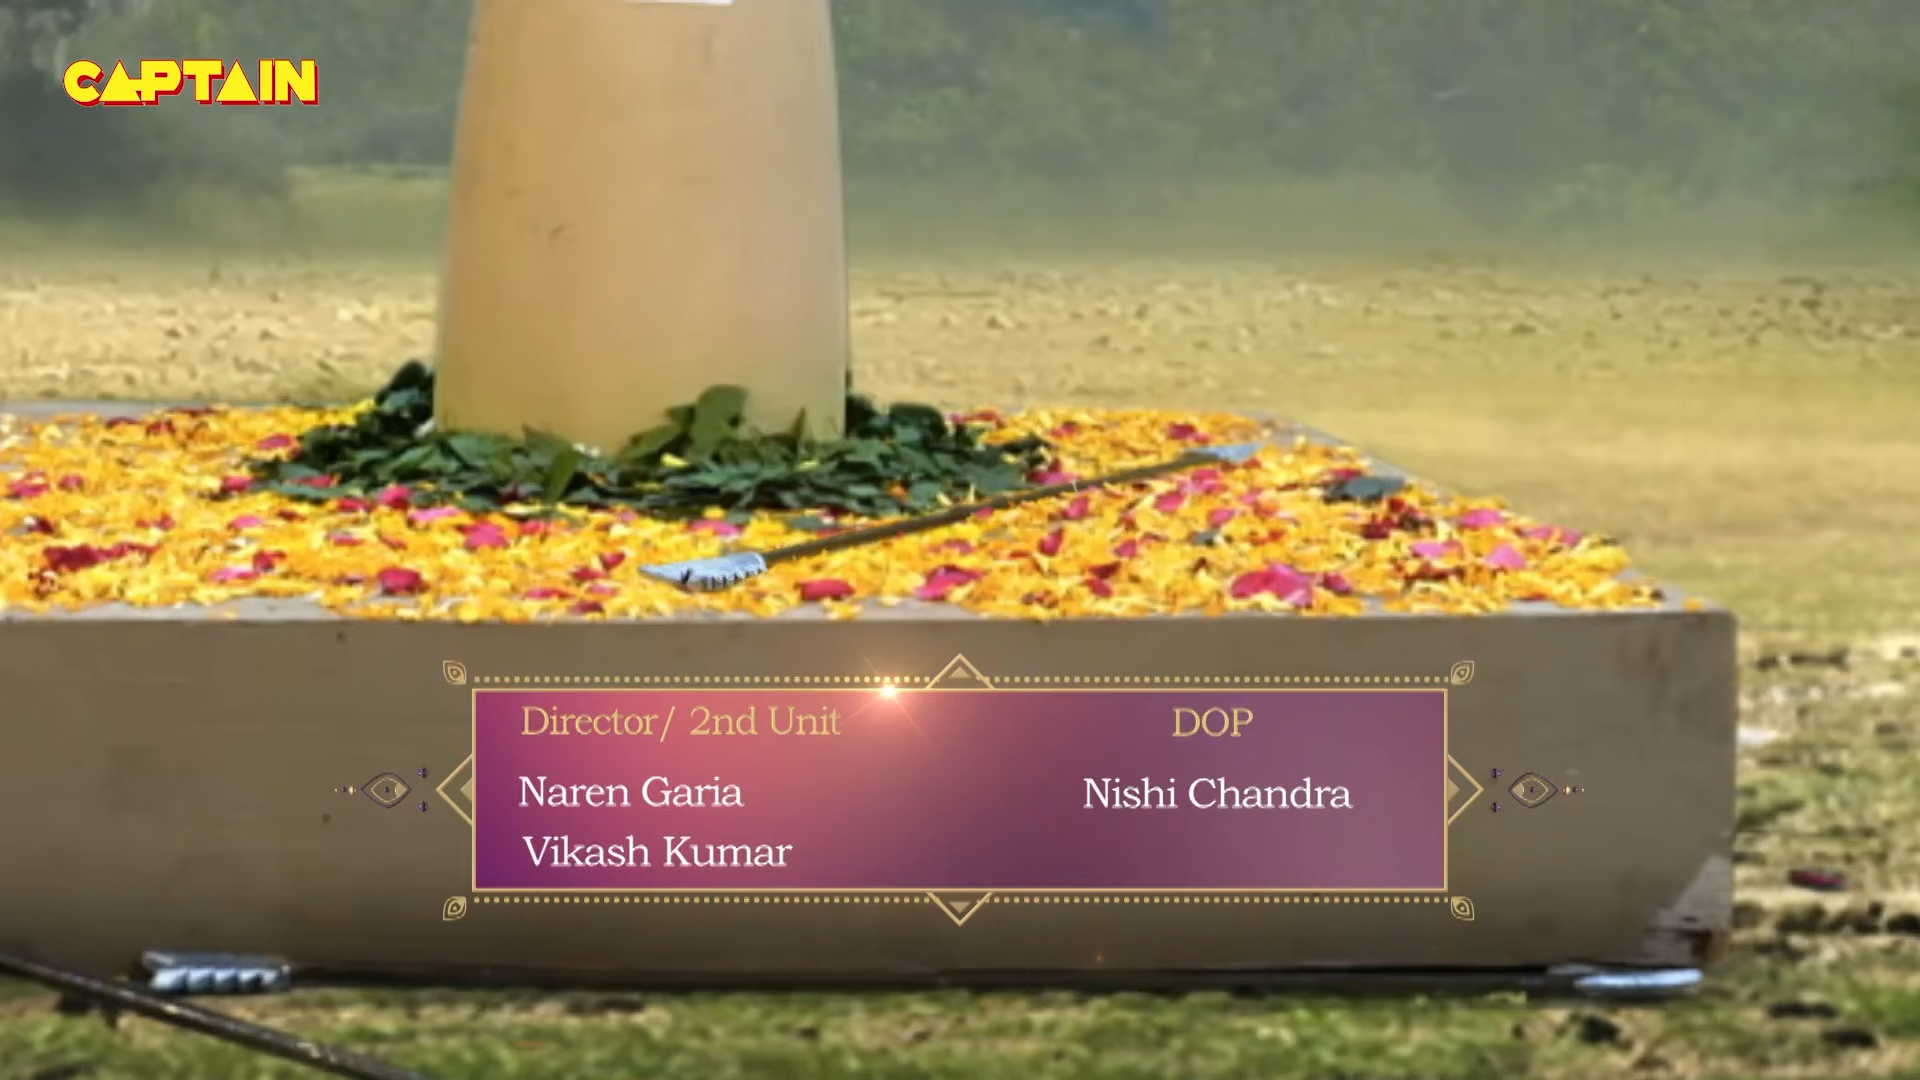 CAPTAIN
Director/ 2nd Unit
Naren Garia
Vikash Kumar
DOP
Nishi Chandra